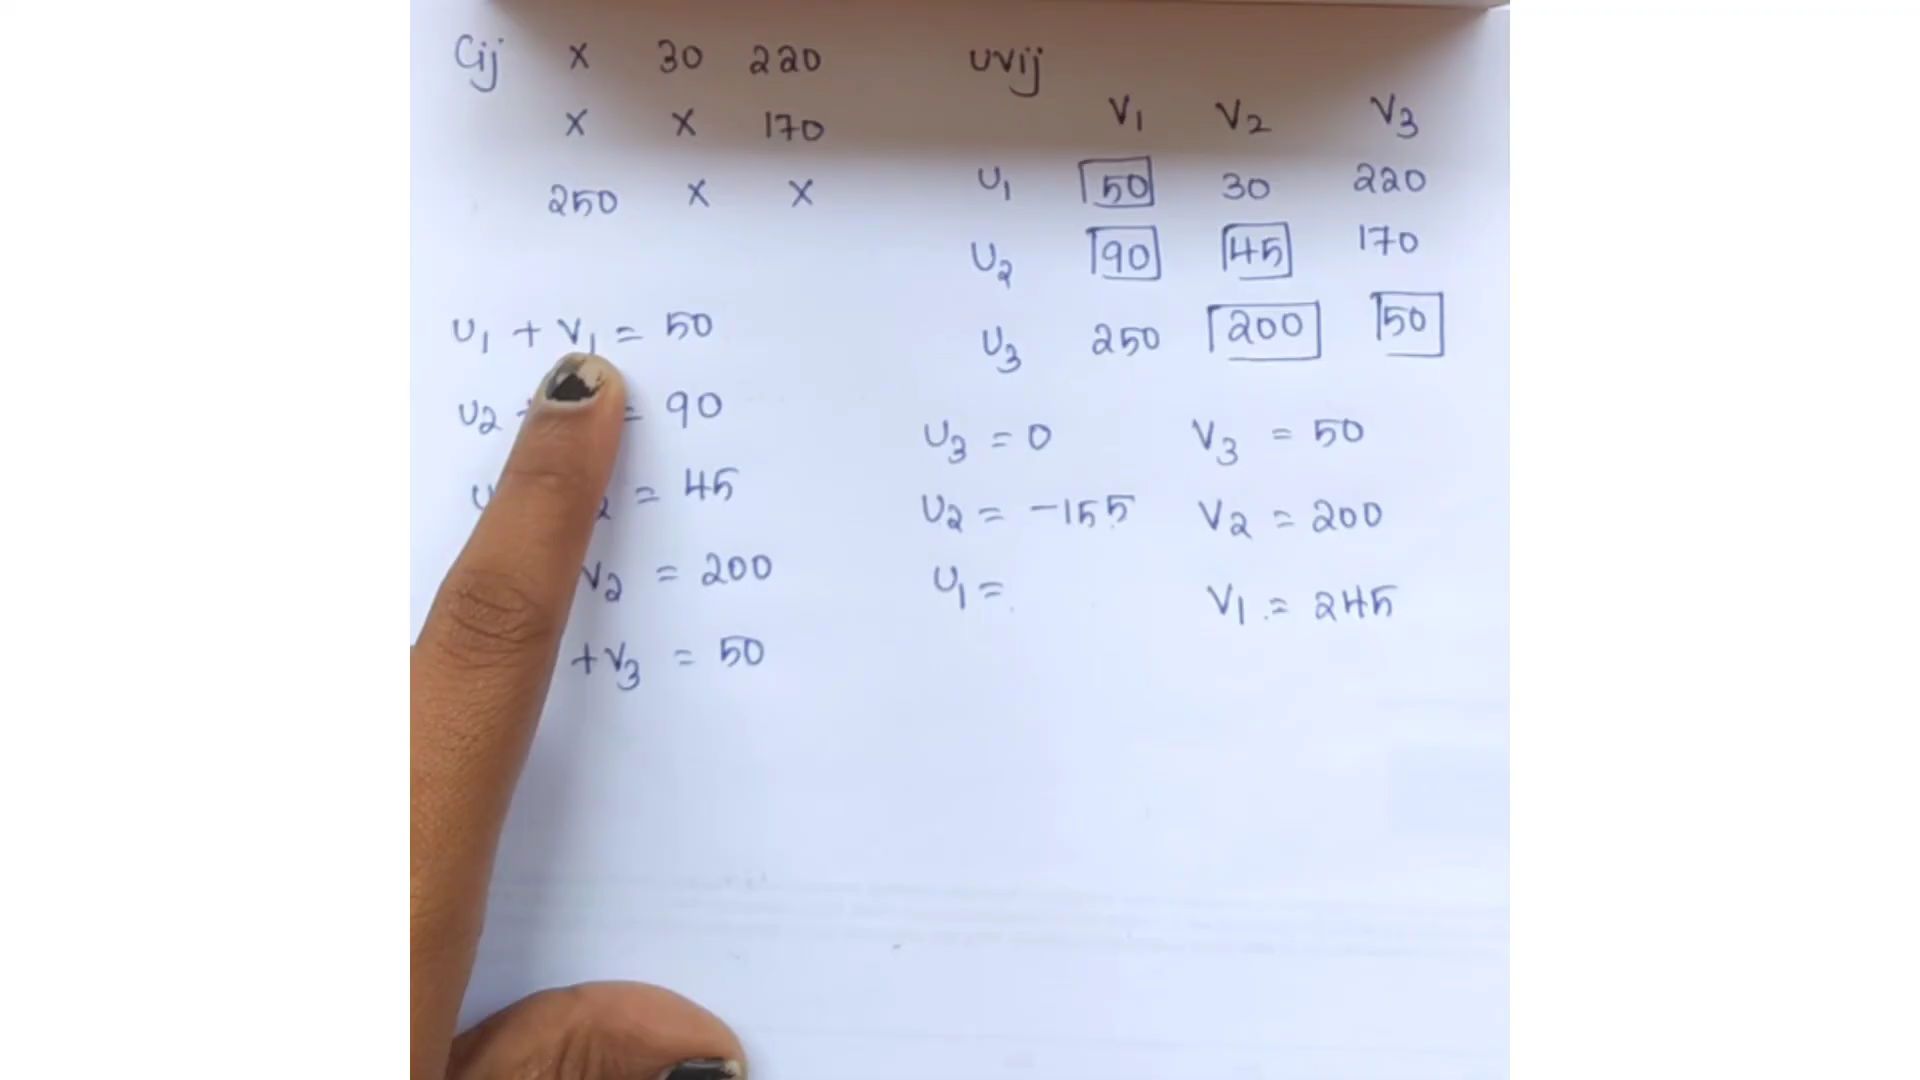 Cij X 30 220
X X 170
250 X X
U1 + V1 = 50
U2 + = 90
= 45
V2 = 200
+ V3 = 50
UVij
V1 V2 V3
U1 50 30 220
U2 90 45 170
U3 250 200 50
U3 = 0 V3 = 50
U2 = -155 V2 = 200
U1 = V1 = 245